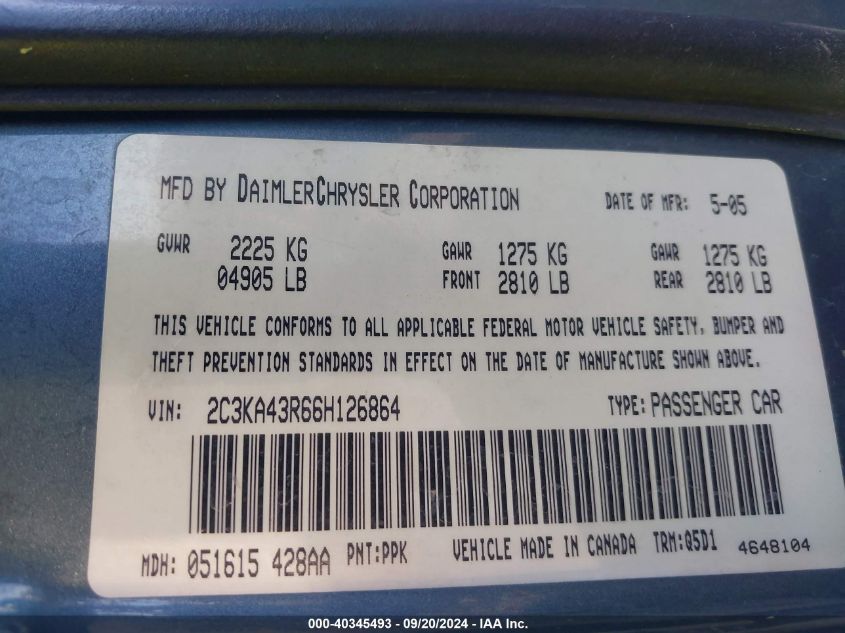 MFD BY DAIMLERCHRYSLER CORPORATION DATE OF MFR: 5-05
GVWR 2225 KG GAWR 1275 KG GAWR 1275 KG
04905 LB FRONT 2810 LB REAR 2810 LB
THIS VEHICLE CONFORMS TO ALL APPLICABLE FEDERAL MOTOR VEHICLE SAFETY, BUMPER AND
THEFT PREVENTION STANDARDS IN EFFECT ON THE DATE OF MANUFACTURE SHOWN ABOVE.
VIN: 2C3KA43R66H126864 TYPE: PASSENGER CAR
MDH: 051615 428AA PNT:PPK VEHICLE MADE IN CANADA TRM:Q5D1 4648104
000-40345493 - 09/20/2024 - IAA Inc.